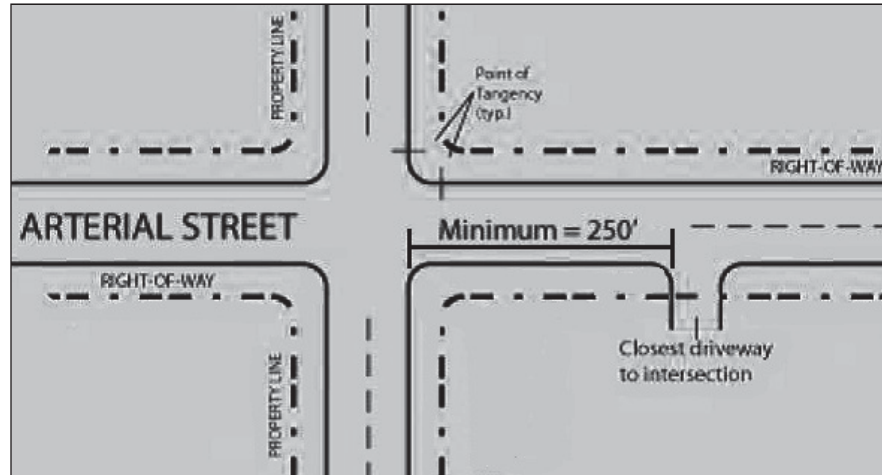 PROPERTY LINE
Point of
Tangency
(typ.)
RIGHT-OF-WAY
ARTERIAL STREET
Minimum = 250'
RIGHT-OF-WAY
PROPERTY LINE
Closest driveway
to intersection